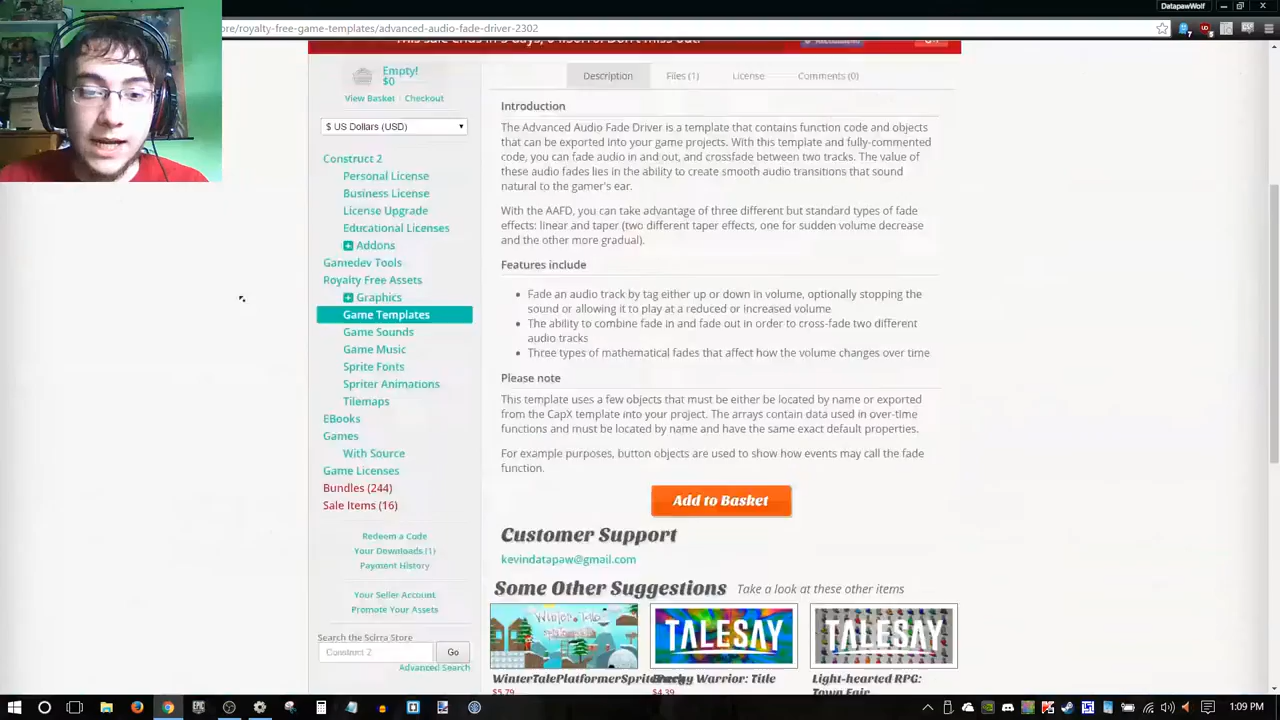 DatapawWolf
re/royalty-free-game-templates/advanced-audio-fade-driver-2302
Empty!
$0
View Basket
Checkout
$ US Dollars (USD)
Construct 2
Personal License
Business License
License Upgrade
Educational Licenses
Addons
Gamedev Tools
Royalty Free Assets
Graphics
Game Templates
Game Sounds
Game Music
Sprite Fonts
Spriter Animations
Tilemaps
EBooks
Games
With Source
Game Licenses
Bundles (244)
Sale Items (16)
Redeem a Code
Your Downloads (1)
Payment History
Your Seller Account
Promote Your Assets
Search the Scirra Store
Construct 2
Go
Advanced Search
Description
Files (1)
License
Comments (0)
Introduction
The Advanced Audio Fade Driver is a template that contains function code and objects
that can be exported into your game projects. With this template and fully-commented
code, you can fade audio in and out, and crossfade between two tracks. The value of
these audio fades lies in the ability to create smooth audio transitions that sound
natural to the gamer's ear.
With the AAFD, you can take advantage of three different but standard types of fade
effects: linear and taper (two different taper effects, one for sudden volume decrease
and the other more gradual).
Features include
Fade an audio track by tag either up or down in volume, optionally stopping the
sound or allowing it to play at a reduced or increased volume
The ability to combine fade in and fade out in order to cross-fade two different
audio tracks
Three types of mathematical fades that affect how the volume changes over time
Please note
This template uses a few objects that must be either be located by name or exported
from the CapX template into your project. The arrays contain data used in over-time
functions and must be located by name and have the same exact default properties.
For example purposes, button objects are used to show how events may call the fade
function.
Add to Basket
Customer Support
kevindatapaw@gmail.com
Some Other Suggestions
Take a look at these other items
TALESAY
TALESAY
Warrior: Title
Light-hearted RPG:
Town Fair
$5.79
$4.39
1:09 PM